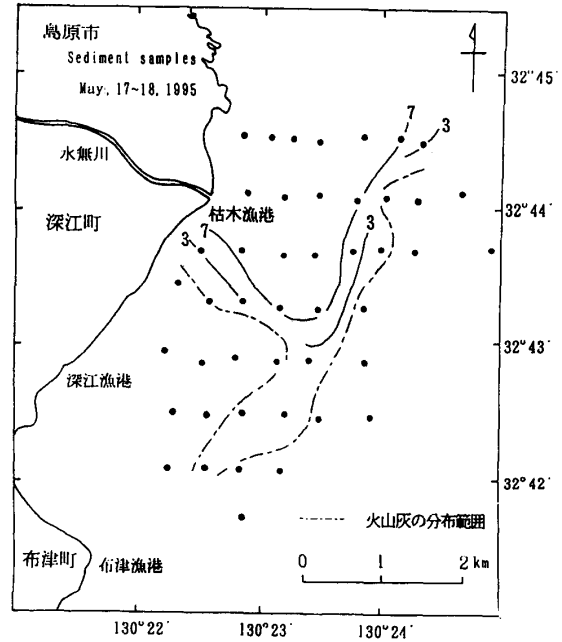 島原市
Sediment samples
May, 17~18, 1995
32°45′
7
3
水無川
32°44′
深江町
枯木漁港
3
7
3
32°43′
深江漁港
32°42′
火山灰の分布範囲
布津町
布津漁港
0 1 2 km
130°22′ 130°23′ 130°24′